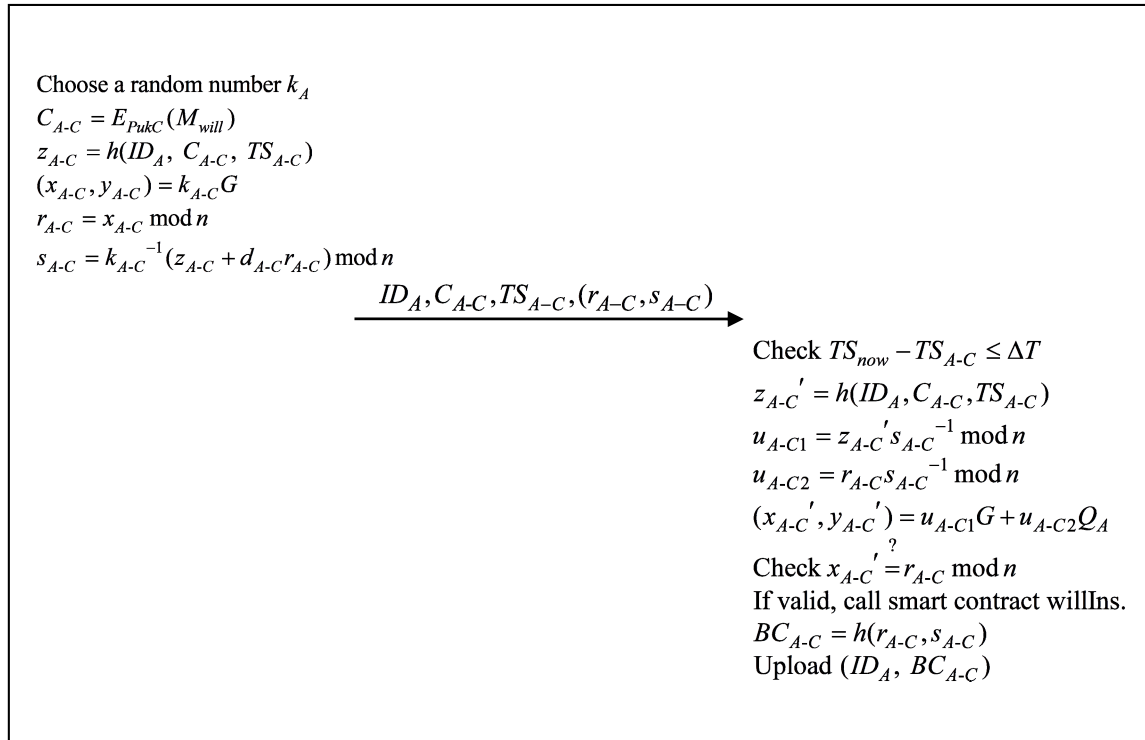 Choose a random number k_A
C_{A-C} = E_{PukC}(M_{will})
z_{A-C} = h(ID_A, C_{A-C}, TS_{A-C})
(x_{A-C}, y_{A-C}) = k_{A-C}G
r_{A-C} = x_{A-C} mod n
s_{A-C} = k_{A-C}^{-1}(z_{A-C} + d_{A-C}r_{A-C}) mod n
ID_A, C_{A-C}, TS_{A-C}, (r_{A-C}, s_{A-C})
Check TS_{now} − TS_{A-C} ≤ ΔT
z_{A-C}' = h(ID_A, C_{A-C}, TS_{A-C})
u_{A-C1} = z_{A-C}'s_{A-C}^{-1} mod n
u_{A-C2} = r_{A-C}s_{A-C}^{-1} mod n
(x_{A-C}', y_{A-C}') = u_{A-C1}G + u_{A-C2}Q_A
Check x_{A-C}' =^? r_{A-C} mod n
If valid, call smart contract willIns.
BC_{A-C} = h(r_{A-C}, s_{A-C})
Upload (ID_A, BC_{A-C})